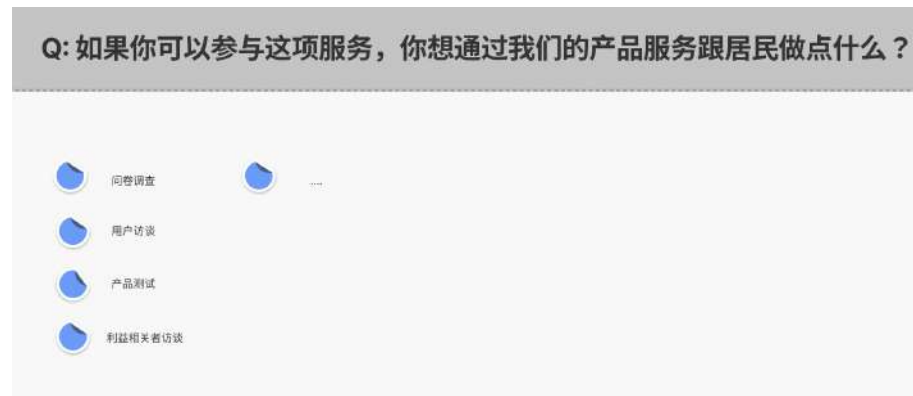 Q: 如果你可以参与这项服务，你想通过我们的产品服务跟居民做点什么？
问卷调查
.....
用户访谈
产品测试
利益相关者访谈